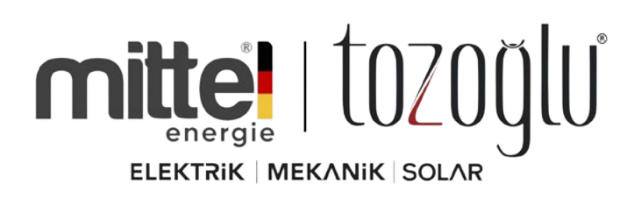 mittel® | tozoğlu®
energie
ELEKTRİK | MEKANİK | SOLAR